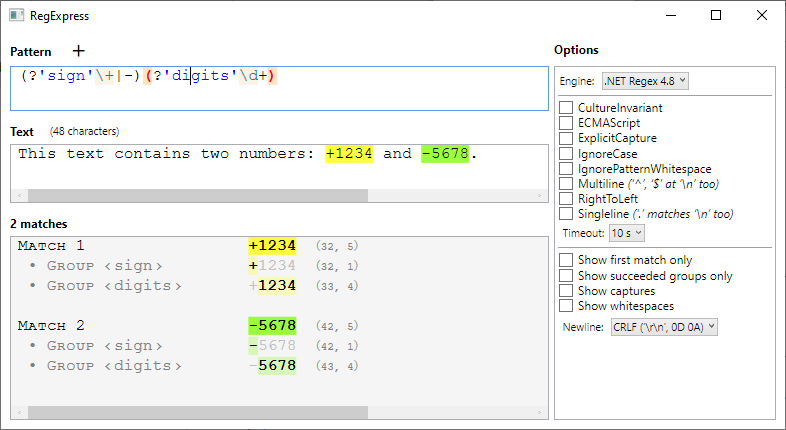 RegExpress
Pattern +
(?'sign'\+|-)(?'digits'\d+)
Text (48 characters)
This text contains two numbers: +1234 and -5678.
2 matches
Match 1 +1234 (32, 5)
• Group ‹sign› +1234 (32, 1)
• Group ‹digits› +1234 (33, 4)
Match 2 -5678 (42, 5)
• Group ‹sign› -5678 (42, 1)
• Group ‹digits› -5678 (43, 4)
Options
Engine: .NET Regex 4.8
CultureInvariant
ECMAScript
ExplicitCapture
IgnoreCase
IgnorePatternWhitespace
Multiline (‘^’, ‘$’ at ‘\n’ too)
RightToLeft
Singleline (‘.’ matches ‘\n’ too)
Timeout: 10 s
Show first match only
Show succeeded groups only
Show captures
Show whitespaces
Newline: CRLF (‘\r\n’, 0D 0A)